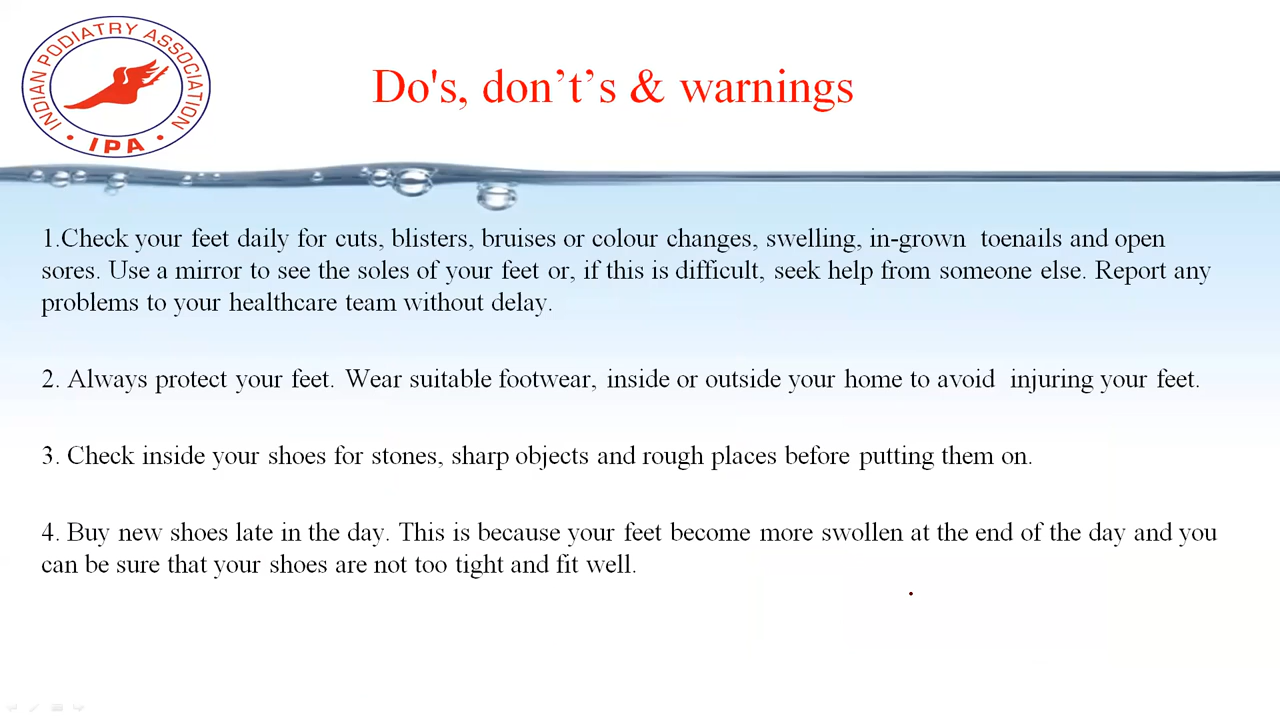 INDIAN PODIATRY ASSOCIATION
• IPA •
Do's, don’t’s & warnings
1.Check your feet daily for cuts, blisters, bruises or colour changes, swelling, in-grown toenails and open
sores. Use a mirror to see the soles of your feet or, if this is difficult, seek help from someone else. Report any
problems to your healthcare team without delay.
2. Always protect your feet. Wear suitable footwear, inside or outside your home to avoid injuring your feet.
3. Check inside your shoes for stones, sharp objects and rough places before putting them on.
4. Buy new shoes late in the day. This is because your feet become more swollen at the end of the day and you
can be sure that your shoes are not too tight and fit well.